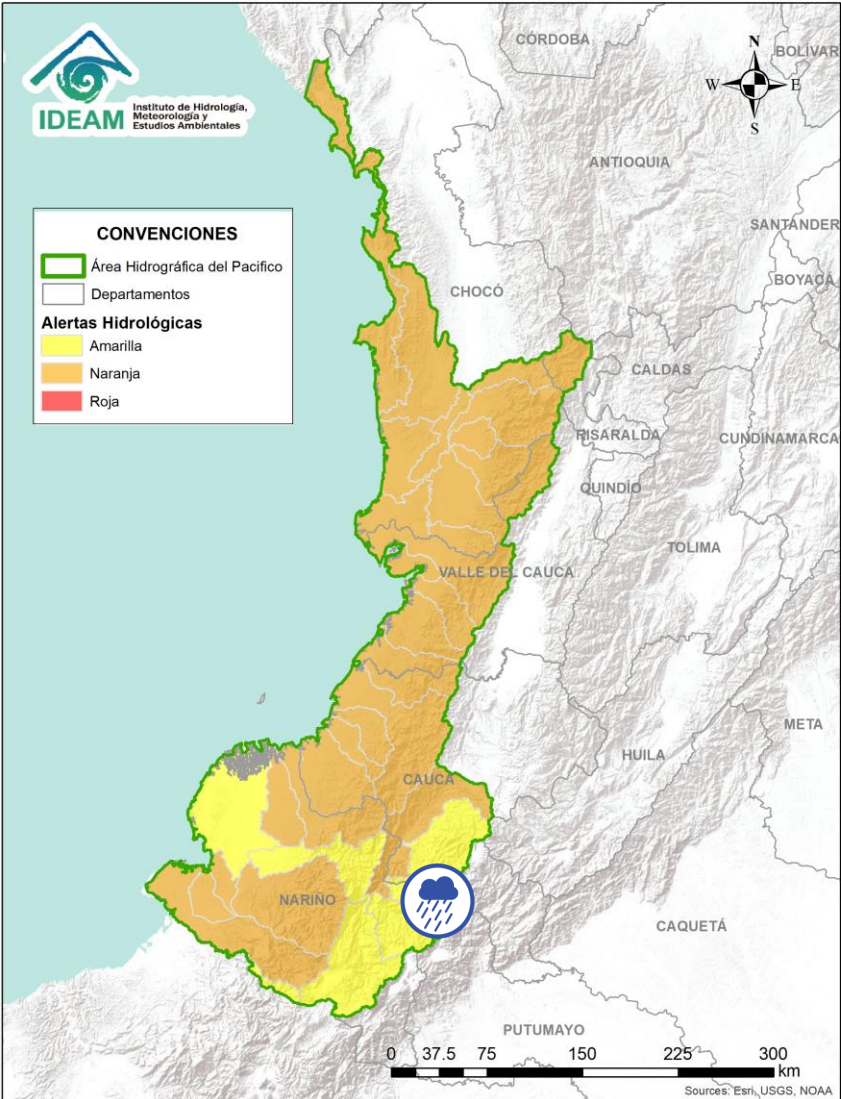 IDEAM
Instituto de Hidrología,
Meteorología y
Estudios Ambientales
N
W
E
S
CÓRDOBA
BOLÍVAR
ANTIOQUIA
SANTANDER
BOYACÁ
CHOCÓ
CALDAS
RISARALDA
CUNDINAMARCA
QUINDÍO
TOLIMA
VALLE DEL CAUCA
META
HUILA
CAUCA
NARIÑO
CAQUETÁ
PUTUMAYO
CONVENCIONES
Área Hidrográfica del Pacifico
Departamentos
Alertas Hidrológicas
Amarilla
Naranja
Roja
0 37.5 75 150 225 300
km
Sources: Esri, USGS, NOAA